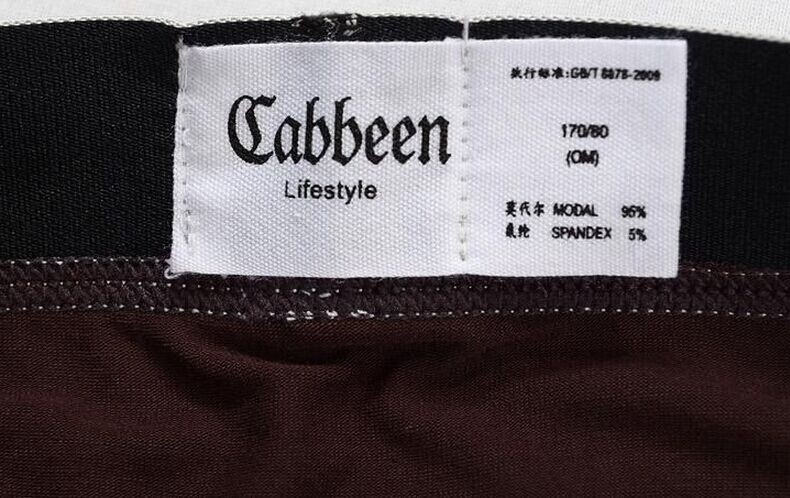 Cabbeen
Lifestyle
执行标准:GB/T 8878-2009
170/80
(OM)
莫代尔 MODAL 95%
氨纶 SPANDEX 5%